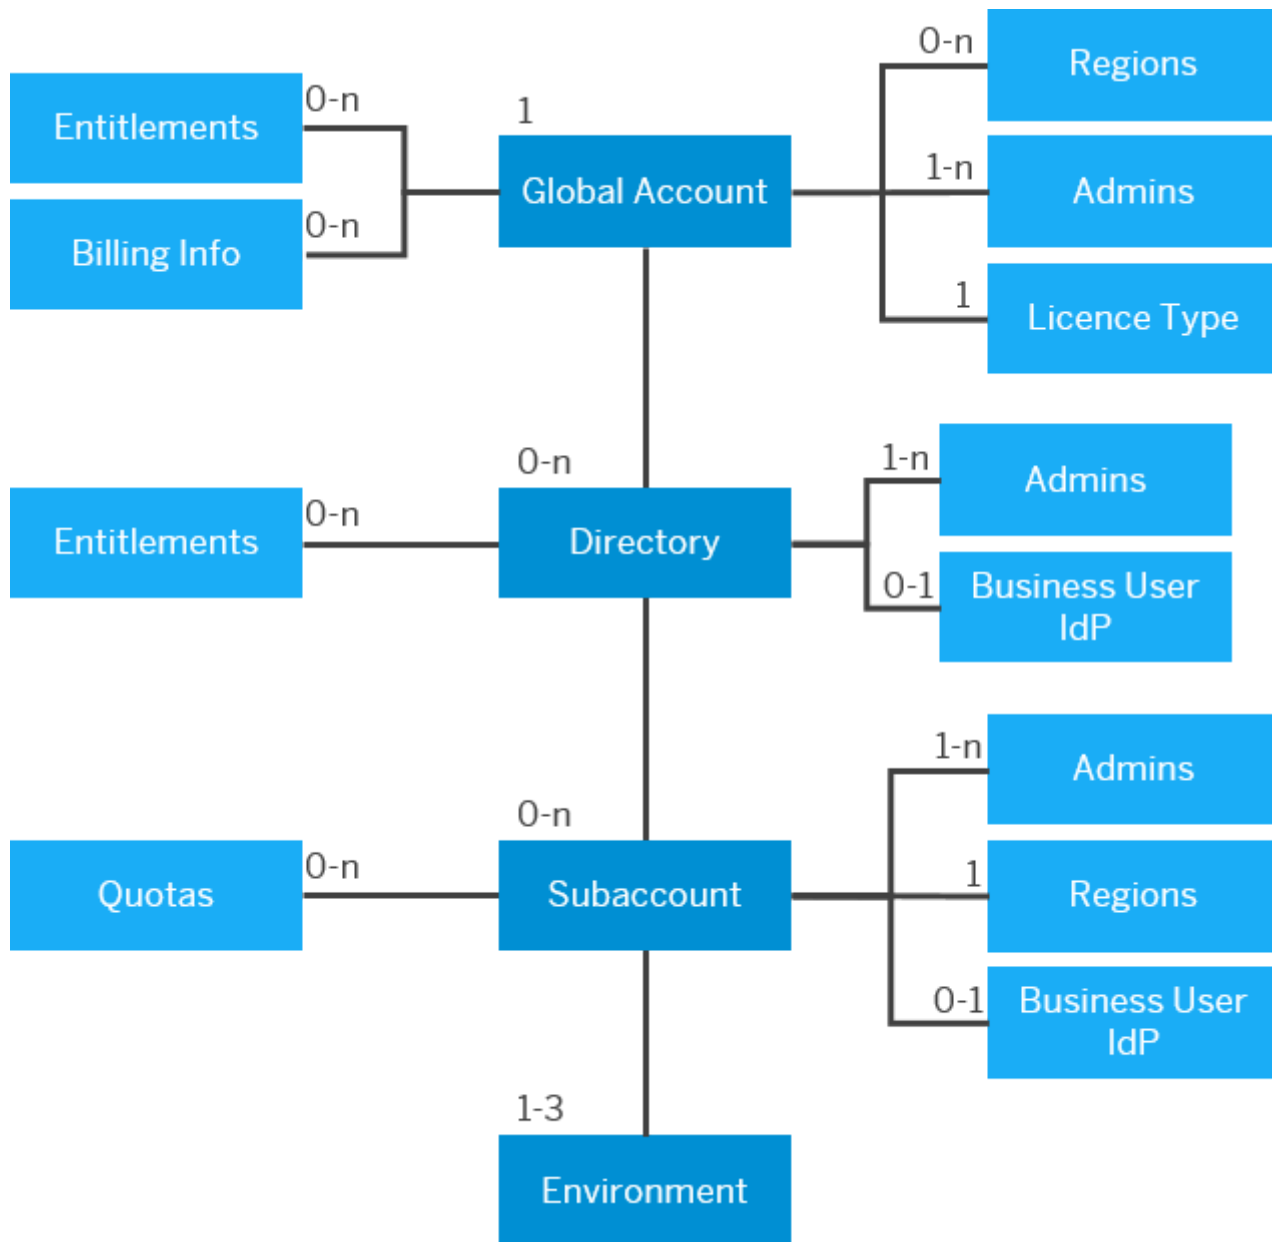 0-n
Regions
0-n
Entitlements
1
Global Account
1-n
Admins
0-n
Billing Info
1
Licence Type
0-n
1-n
Admins
0-n
Entitlements
Directory
0-1
Business User
IdP
1-n
Admins
0-n
0-n
Quotas
Subaccount
1
Regions
0-1
Business User
IdP
1-3
Environment